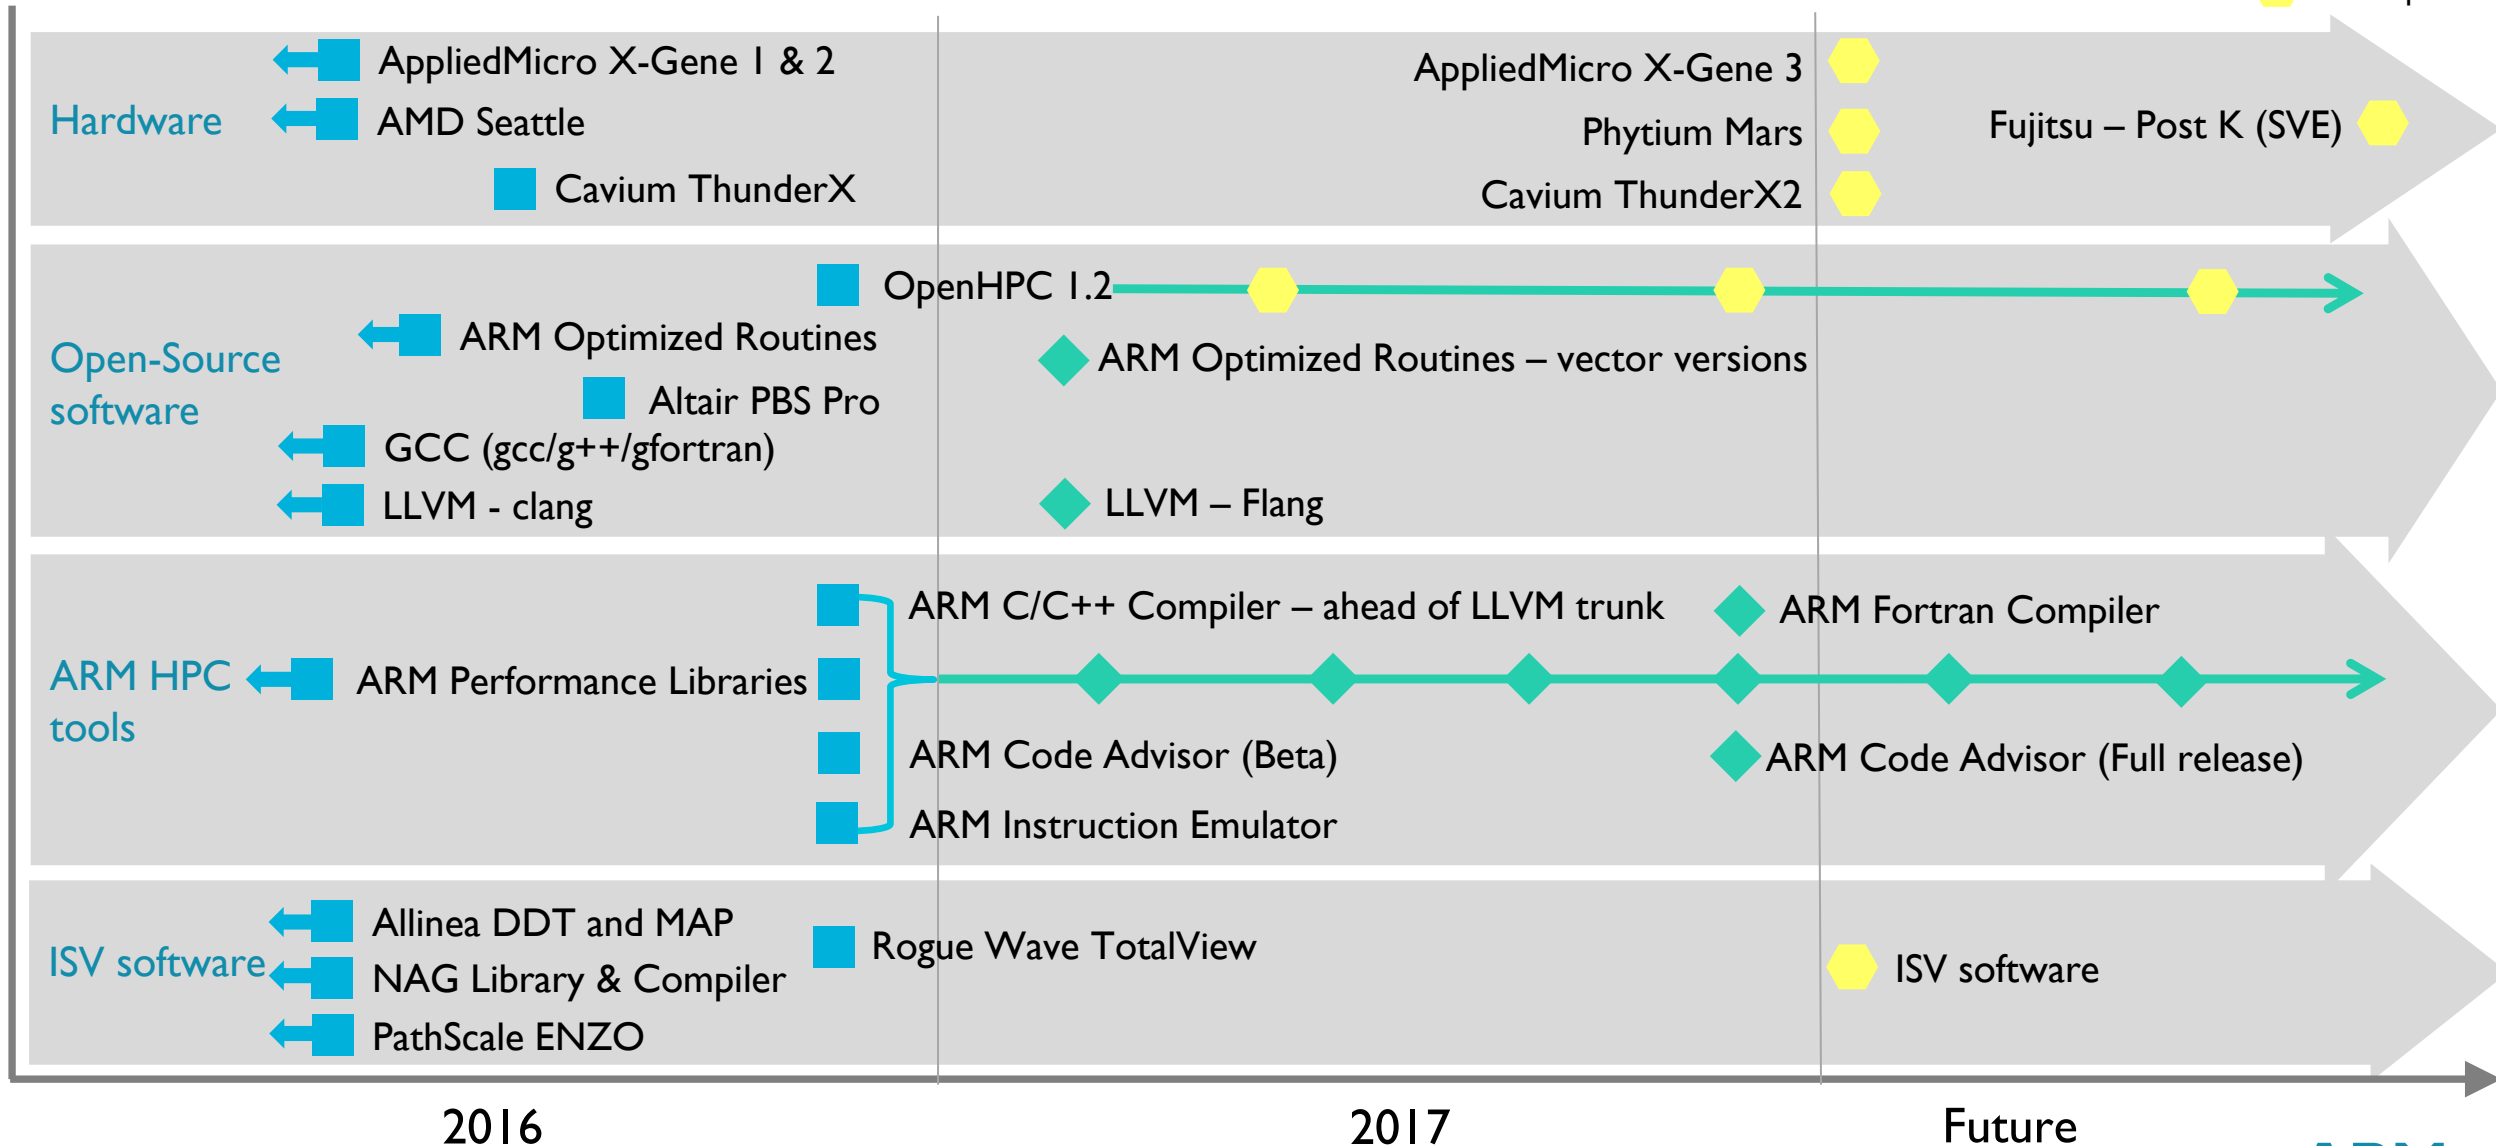 Hardware
AppliedMicro X-Gene 1 & 2
AMD Seattle
Cavium ThunderX
AppliedMicro X-Gene 3
Phytium Mars
Cavium ThunderX2
Fujitsu – Post K (SVE)
Open-Source
software
OpenHPC 1.2
ARM Optimized Routines
ARM Optimized Routines – vector versions
Altair PBS Pro
GCC (gcc/g++/gfortran)
LLVM - clang
LLVM – Flang
ARM HPC
tools
ARM C/C++ Compiler – ahead of LLVM trunk
ARM Fortran Compiler
ARM Performance Libraries
ARM Code Advisor (Beta)
ARM Code Advisor (Full release)
ARM Instruction Emulator
ISV software
Allinea DDT and MAP
NAG Library & Compiler
PathScale ENZO
Rogue Wave TotalView
ISV software
2016
2017
Future